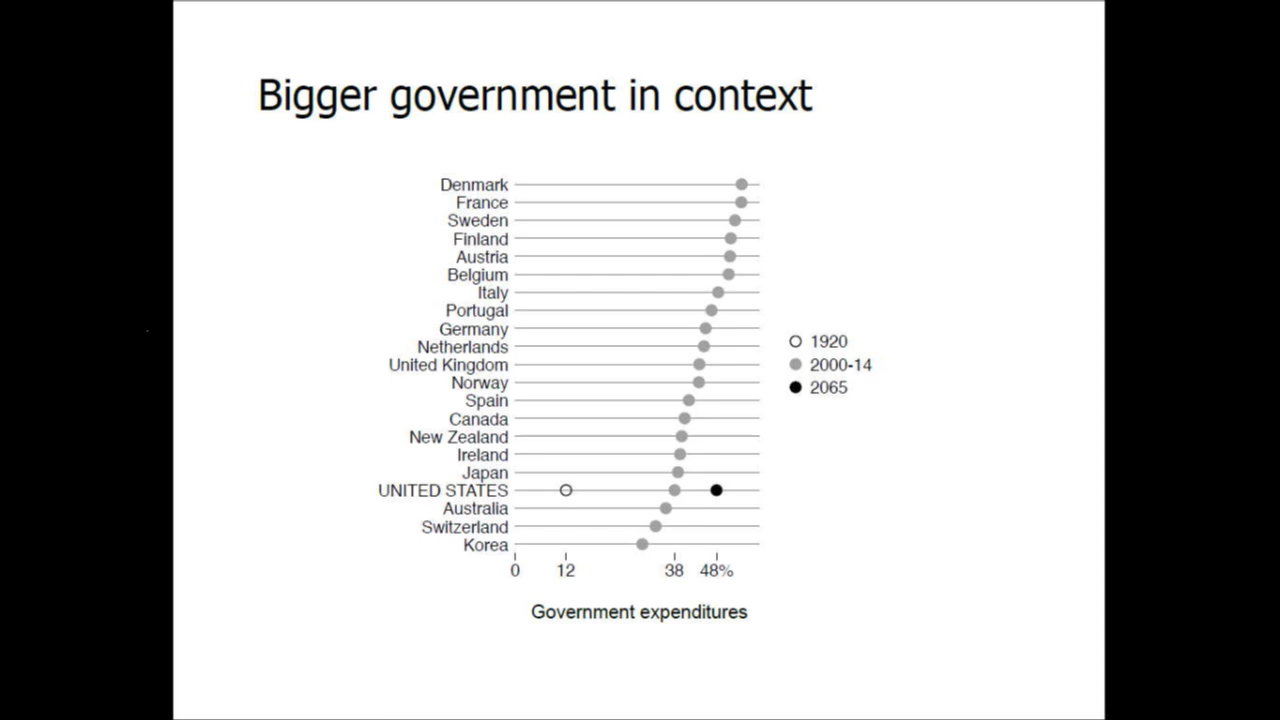 Bigger government in context
Denmark
France
Sweden
Finland
Austria
Belgium
Italy
Portugal
Germany
Netherlands
United Kingdom
Norway
Spain
Canada
New Zealand
Ireland
Japan
UNITED STATES
Australia
Switzerland
Korea
0 12 38 48%
Government expenditures
1920
2000-14
2065